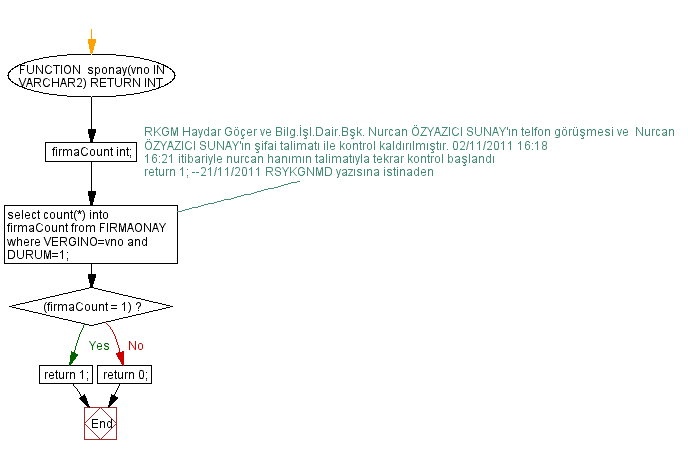 FUNCTION sponay(vno IN
VARCHAR2) RETURN INT
firmaCount int;
RKGM Haydar Göçer ve Bilg.İşl.Dair.Bşk. Nurcan ÖZYAZICI SUNAY'ın telfon görüşmesi ve Nurcan
ÖZYAZICI SUNAY'ın şifai talimatı ile kontrol kaldırılmıştır. 02/11/2011 16:18
16:21 itibariyle nurcan hanımın talimatıyla tekrar kontrol başlandı
return 1; --21/11/2011 RSYKGNMD yazısına istinaden
select count(*) into
firmaCount from FIRMAONAY
where VERGINO=vno and
DURUM=1;
(firmaCount = 1) ?
Yes
No
return 1;
return 0;
End